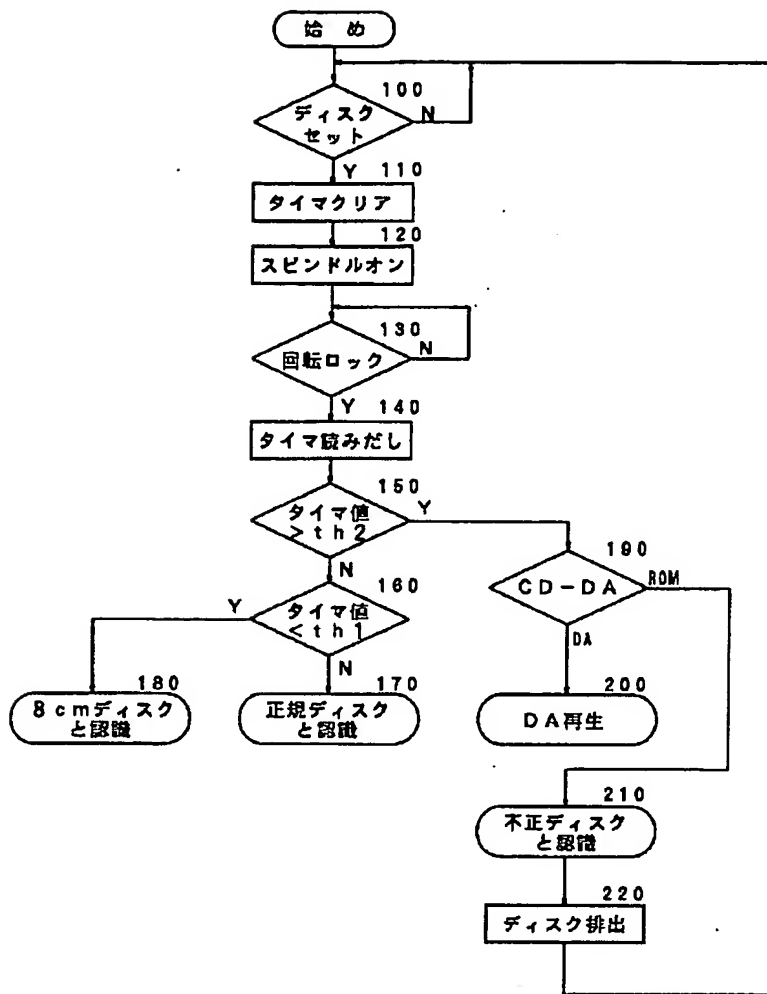 始め
100
ディスク
セット
N
Y
110
タイマクリア
120
スピンドルオン
130
回転ロック
N
Y
140
タイマ読みだし
150
タイマ値
>th2
Y
N
160
タイマ値
<th1
Y
N
190
CD-DA
ROM
DA
180
8cmディスク
と認識
170
正規ディスク
と認識
200
DA再生
210
不正ディスク
と認識
220
ディスク排出